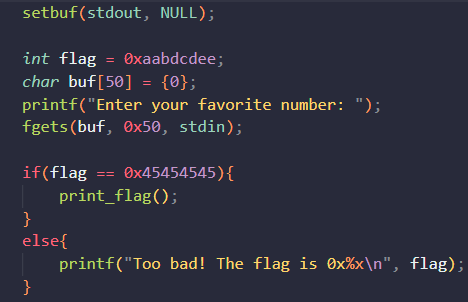 setbuf(stdout, NULL);
int flag = 0xaabdcdee;
char buf[50] = {0};
printf("Enter your favorite number: ");
fgets(buf, 0x50, stdin);
if(flag == 0x45454545){
print_flag();
}
else{
printf("Too bad! The flag is 0x%x\n", flag);
}